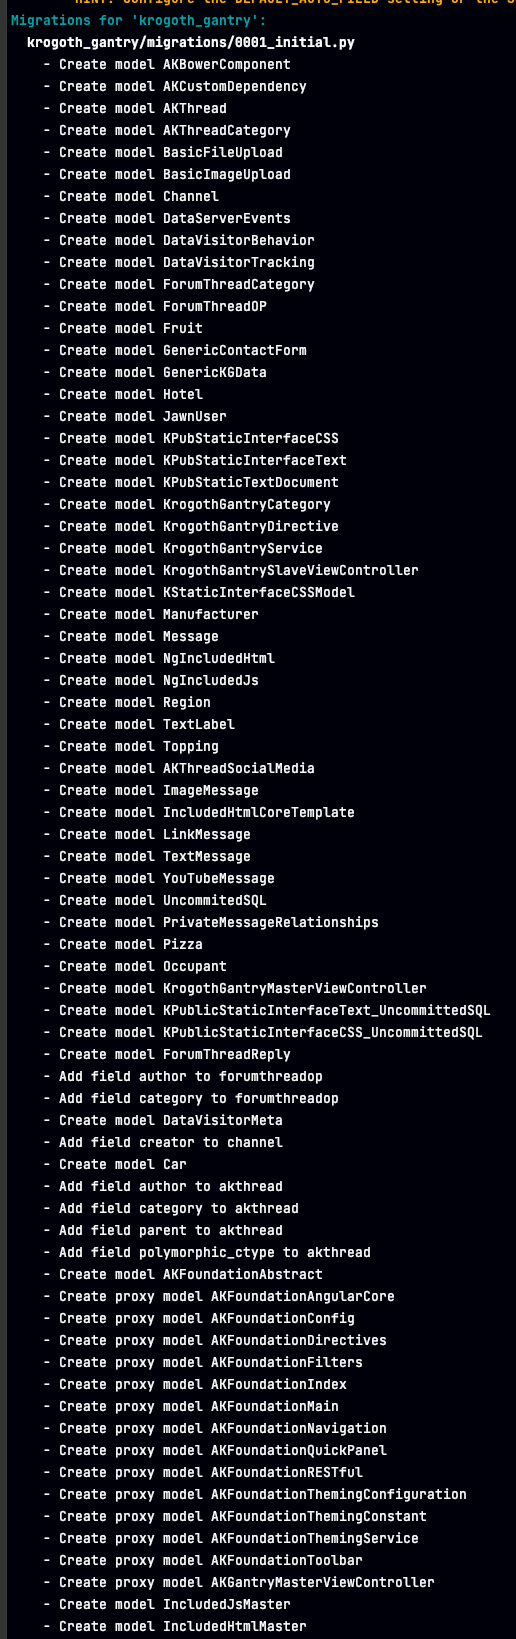 HINT: Configure the DEFAULT_AUTO_FIELD setting or the
Migrations for 'krogoth_gantry':
krogoth_gantry/migrations/0001_initial.py
- Create model AKBowerComponent
- Create model AKCustomDependency
- Create model AKThread
- Create model AKThreadCategory
- Create model BasicFileUpload
- Create model BasicImageUpload
- Create model Channel
- Create model DataServerEvents
- Create model DataVisitorBehavior
- Create model DataVisitorTracking
- Create model ForumThreadCategory
- Create model ForumThreadOP
- Create model Fruit
- Create model GenericContactForm
- Create model GenericKGData
- Create model Hotel
- Create model JawnUser
- Create model KPubStaticInterfaceCSS
- Create model KPubStaticInterfaceText
- Create model KPubStaticTextDocument
- Create model KrogothGantryCategory
- Create model KrogothGantryDirective
- Create model KrogothGantryService
- Create model KrogothGantrySlaveViewController
- Create model KStaticInterfaceCSSModel
- Create model Manufacturer
- Create model Message
- Create model NgIncludedHtml
- Create model NgIncludedJs
- Create model Region
- Create model TextLabel
- Create model Topping
- Create model AKThreadSocialMedia
- Create model ImageMessage
- Create model IncludedHtmlCoreTemplate
- Create model LinkMessage
- Create model TextMessage
- Create model YouTubeMessage
- Create model UncommitedSQL
- Create model PrivateMessageRelationships
- Create model Pizza
- Create model Occupant
- Create model KrogothGantryMasterViewController
- Create model KPublicStaticInterfaceText_UncommittedSQL
- Create model KPublicStaticInterfaceCSS_UncommittedSQL
- Create model ForumThreadReply
- Add field author to forumthreadop
- Add field category to forumthreadop
- Create model DataVisitorMeta
- Add field creator to channel
- Create model Car
- Add field author to akthread
- Add field category to akthread
- Add field parent to akthread
- Add field polymorphic_ctype to akthread
- Create model AKFoundationAbstract
- Create proxy model AKFoundationAngularCore
- Create proxy model AKFoundationConfig
- Create proxy model AKFoundationDirectives
- Create proxy model AKFoundationFilters
- Create proxy model AKFoundationIndex
- Create proxy model AKFoundationMain
- Create proxy model AKFoundationNavigation
- Create proxy model AKFoundationQuickPanel
- Create proxy model AKFoundationRESTful
- Create proxy model AKFoundationThemingConfiguration
- Create proxy model AKFoundationThemingConstant
- Create proxy model AKFoundationThemingService
- Create proxy model AKFoundationToolbar
- Create proxy model AKGantryMasterViewController
- Create model IncludedJsMaster
- Create model IncludedHtmlMaster